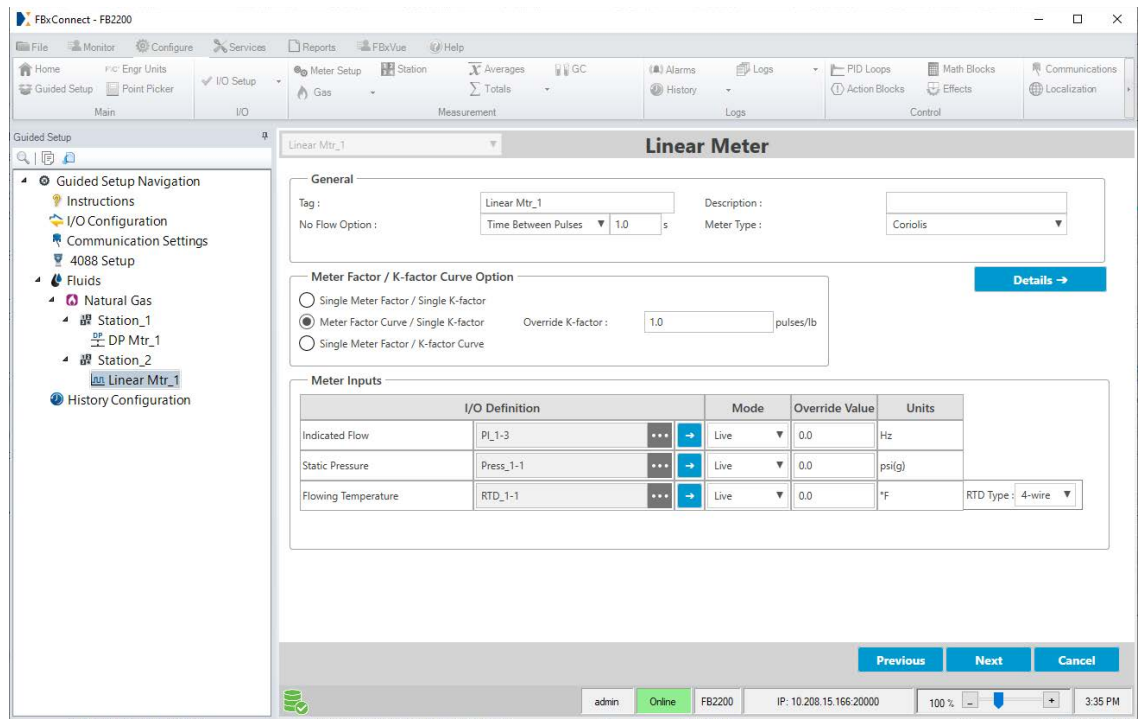 FBxConnect - FB2200
File Monitor Configure Services Reports FBxVue Help
Home Engr Units I/O Setup Meter Setup Station Averages GC Alarms Logs PID Loops Math Blocks Communications
Guided Setup Point Picker Gas Totals History Action Blocks Effects Localization
Main I/O Measurement Logs Control
Guided Setup
Guided Setup Navigation
Instructions
I/O Configuration
Communication Settings
4088 Setup
Fluids
Natural Gas
Station_1
DP DP Mtr_1
Station_2
Linear Mtr_1
History Configuration
Linear Mtr_1 Linear Meter
General
Tag : Linear Mtr_1 Description :
No Flow Option : Time Between Pulses 1.0 s Meter Type : Coriolis
Details →
Meter Factor / K-factor Curve Option
Single Meter Factor / Single K-factor
Meter Factor Curve / Single K-factor Override K-factor : 1.0 pulses/lb
Single Meter Factor / K-factor Curve
Meter Inputs
I/O Definition Mode Override Value Units
Indicated Flow PI_1-3 ... Live 0.0 Hz
Static Pressure Press_1-1 ... Live 0.0 psi(g)
Flowing Temperature RTD_1-1 ... Live 0.0 °F RTD Type : 4-wire
Previous Next Cancel
admin Online FB2200 IP: 10.208.15.166:20000 100 % - + 3:35 PM